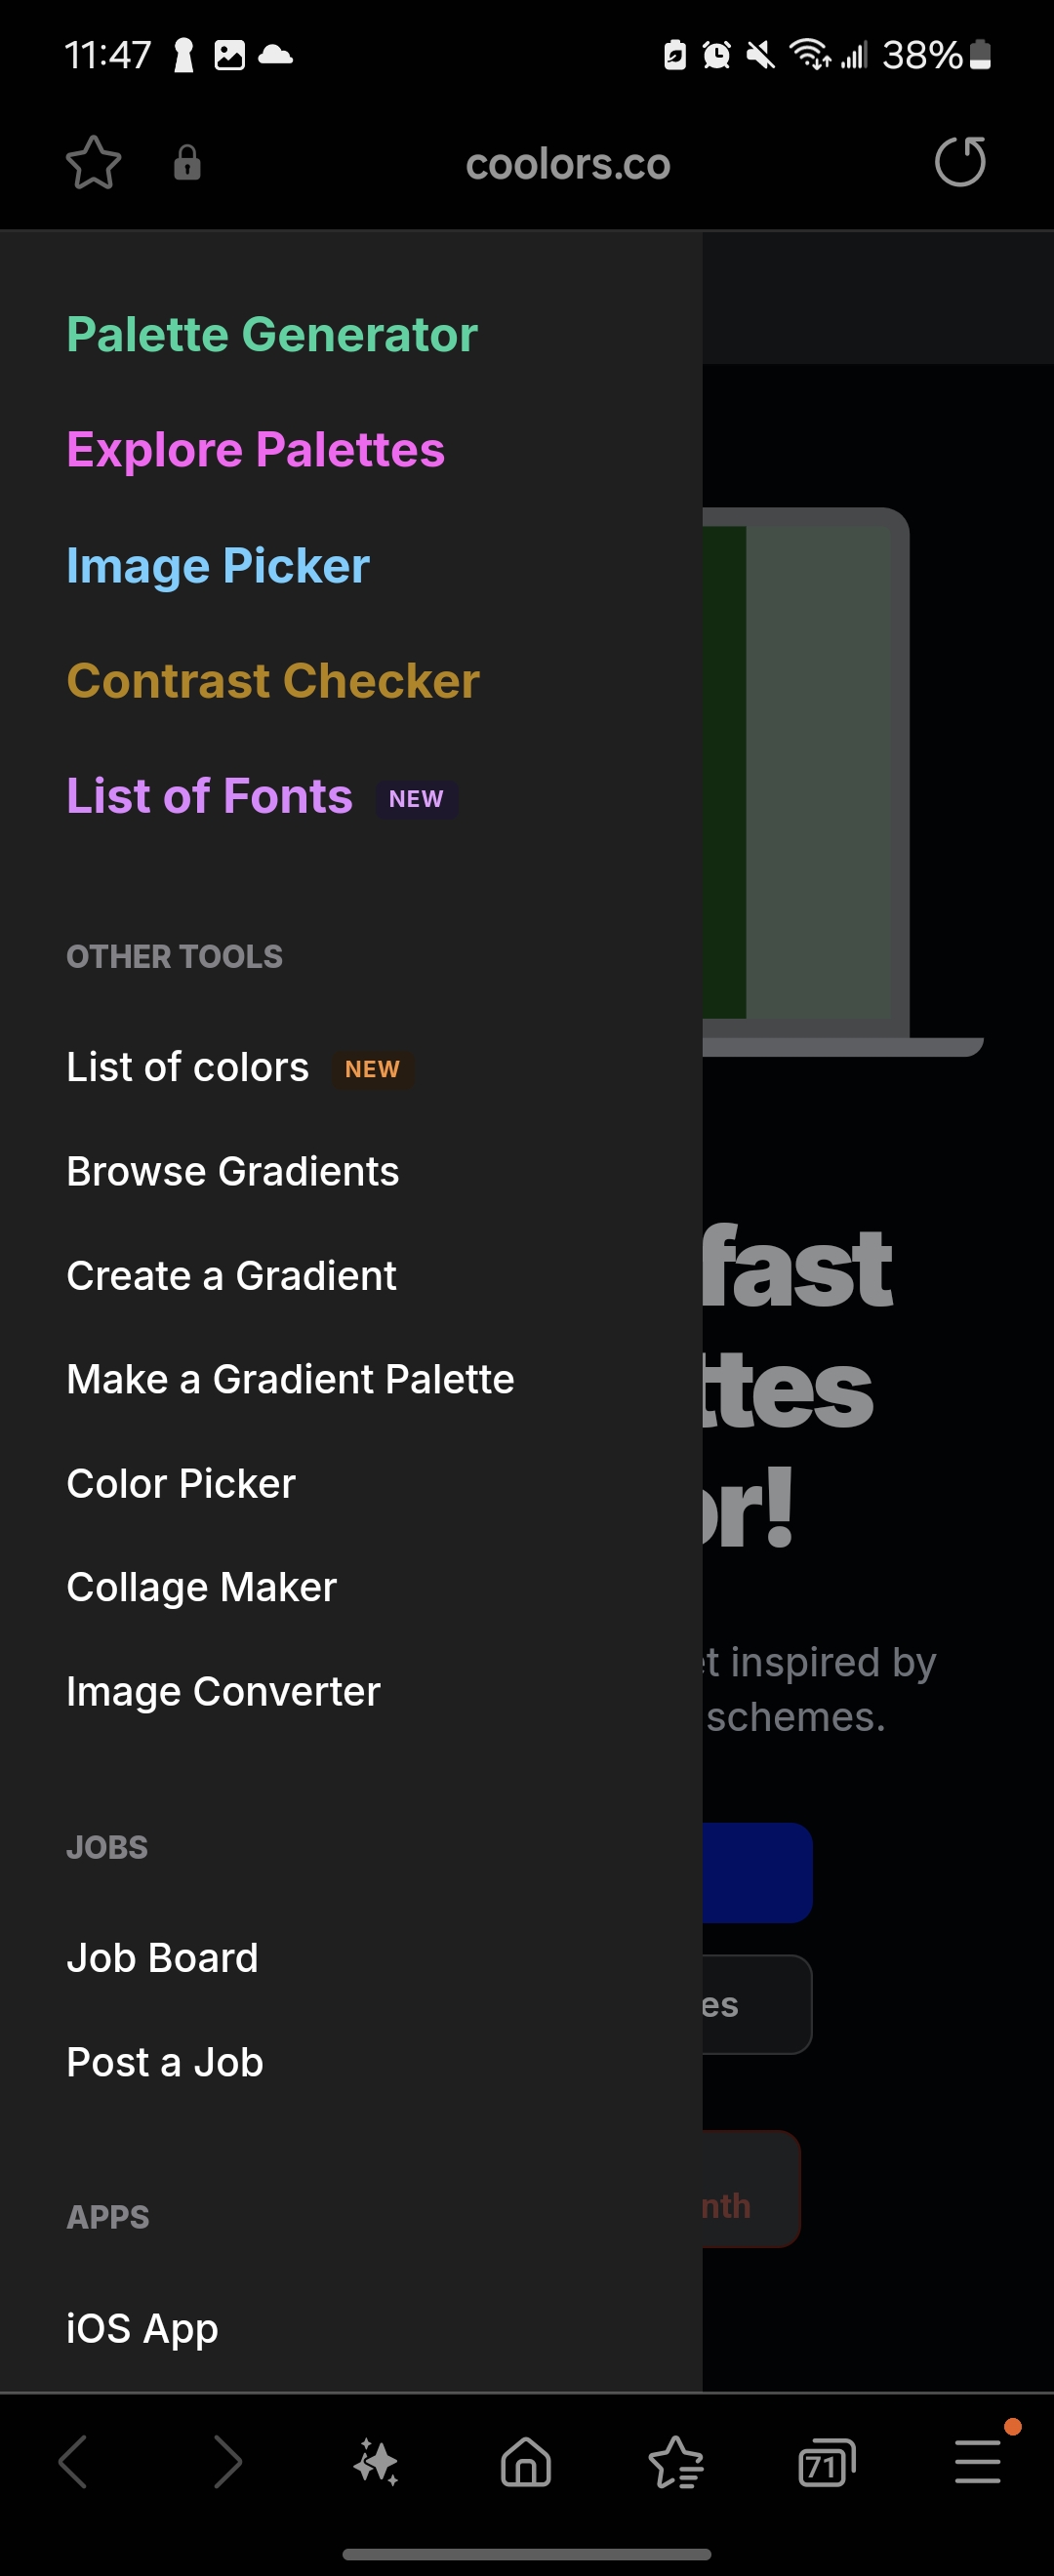 11:47
38%
coolors.co
Palette Generator
Explore Palettes
Image Picker
Contrast Checker
List of Fonts NEW
OTHER TOOLS
List of colors NEW
Browse Gradients
Create a Gradient
Make a Gradient Palette
Color Picker
Collage Maker
Image Converter
JOBS
Job Board
Post a Job
APPS
iOS App
fast
ttes
or!
et inspired by
schemes.
es
nth
71